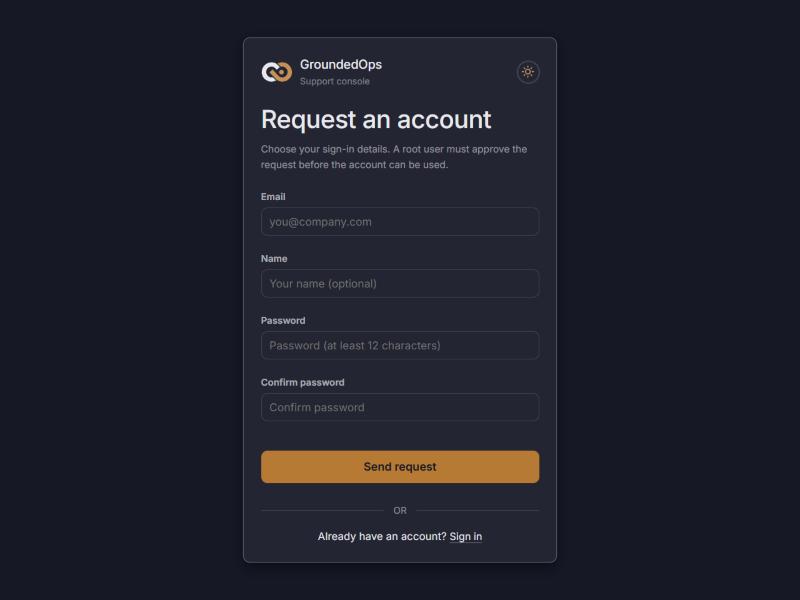 GroundedOps
Support console
Request an account
Choose your sign-in details. A root user must approve the
request before the account can be used.
Email
you@company.com
Name
Your name (optional)
Password
Password (at least 12 characters)
Confirm password
Confirm password
Send request
OR
Already have an account? Sign in